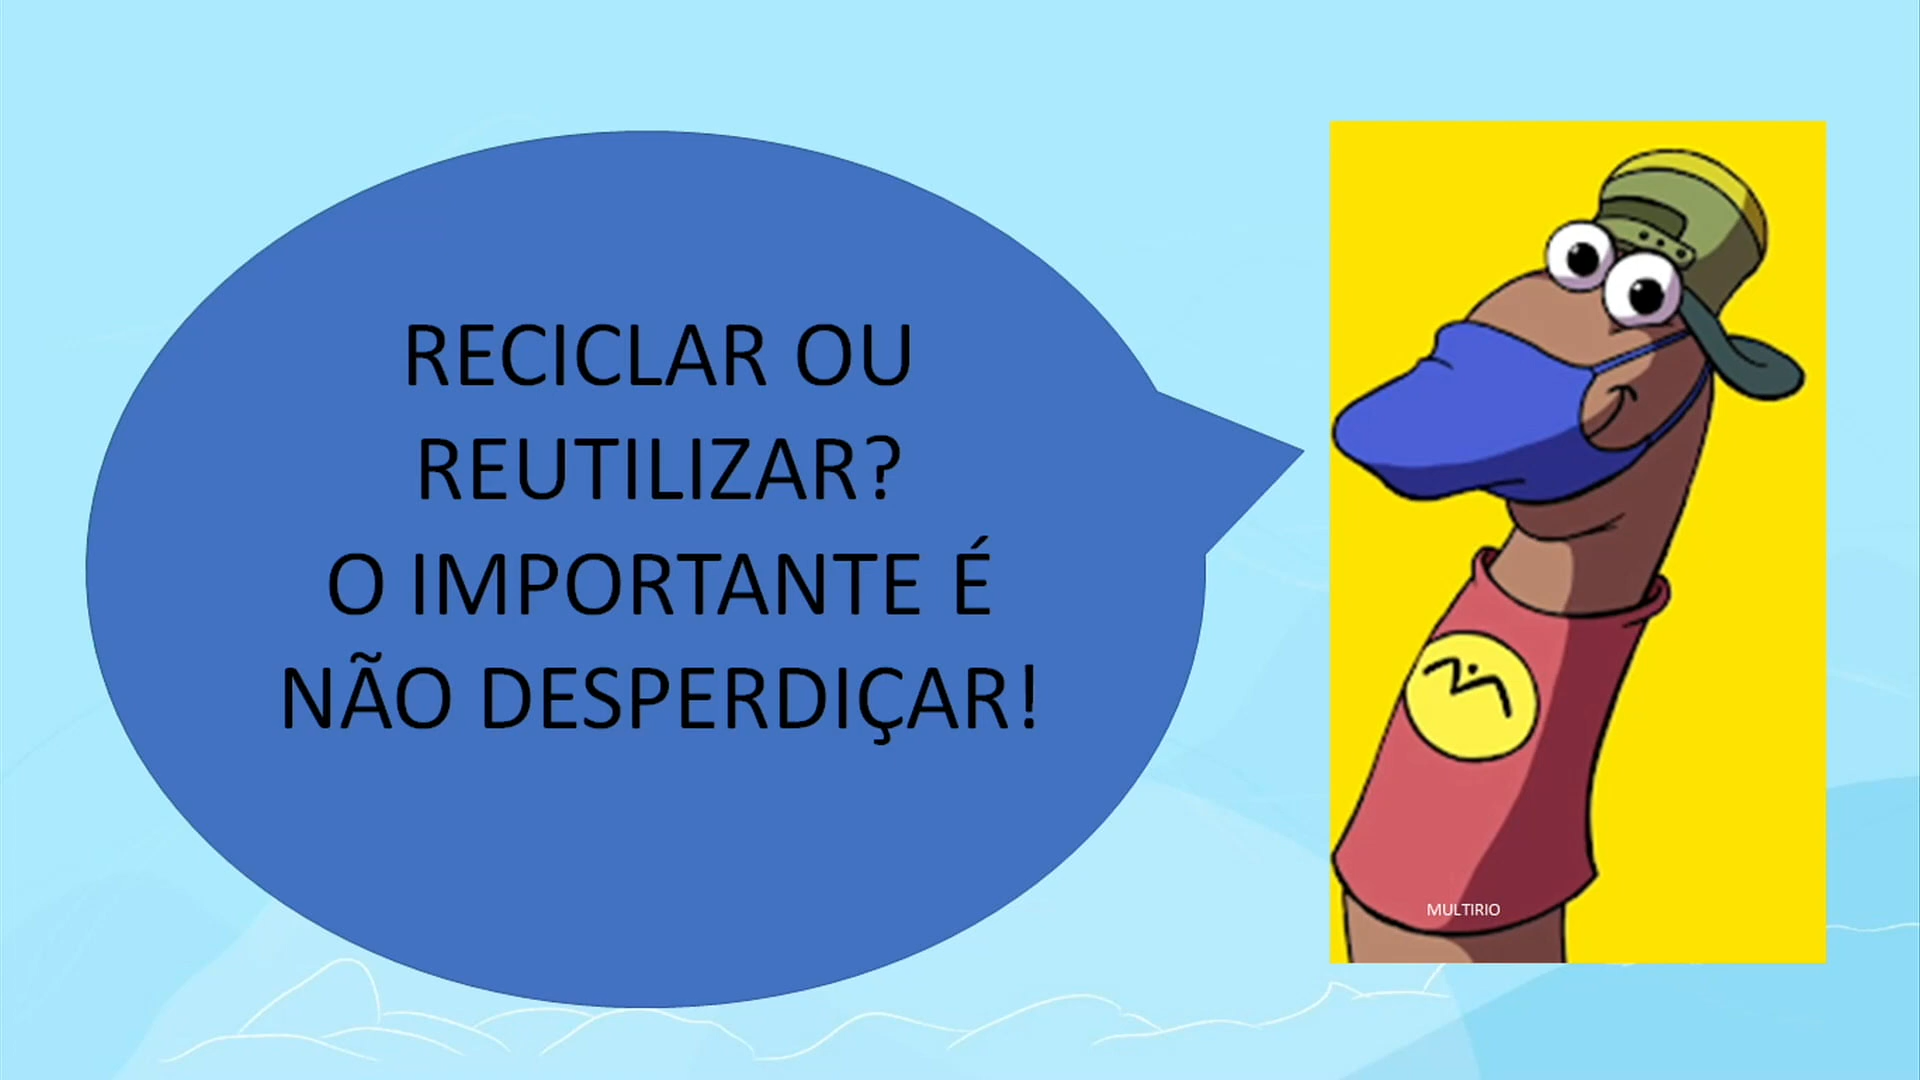 RECICLAR OU
REUTILIZAR?
O IMPORTANTE É
NÃO DESPERDIÇAR!
MULTIRIO